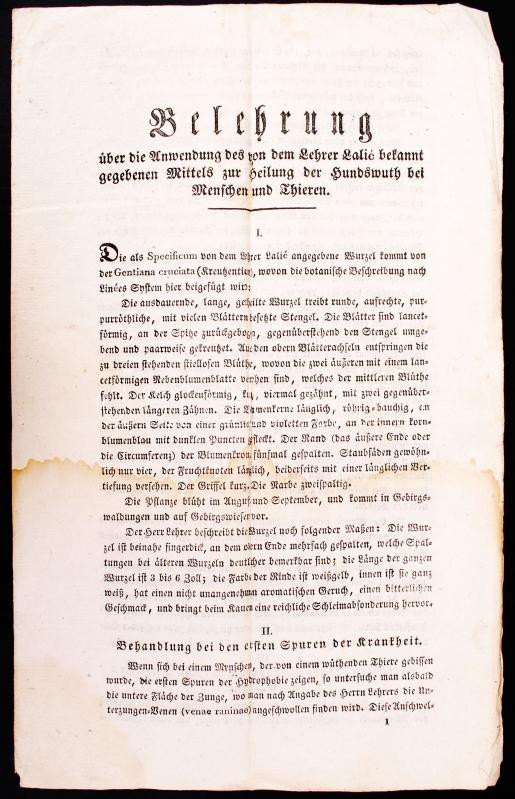 Belehrung
über die Anwendung des von dem Lehrer Lalić bekannt
gegebenen Mittels zur Heilung der Hundswuth bei
Menschen und Thieren.
I.
Die als Specificum von dem Lehrer Lalić angegebene Wurzel kommt von
der Gentiana cruciata (Kreutzentian), wovon die botanische Beschreibung nach
Linées System hier beigefügt wird:
Die ausdauernde, lange, getheilte Wurzel treibt runde, aufrechte, pur-
purröthliche, mit vielen Blättern besetzte Stengel. Die Blätter sind lancet-
förmig, an der Spitze zurückgebogen, gegenüberstehend den Stengel umge-
bend und paarweise gekreutzet. Aus den obern Blätterachseln entspringen die
zu dreien stehenden stiellosen Blüthe, wovon die zwei äußeren mit einem lan-
cetförmigen Nebenblumenblatte versehen sind, welches der mittleren Blüthe
fehlt. Der Kelch glockenförmig, kurz, viermal gezähnt, mit zwei gegenüber-
stehenden längeren Zähnen. Die Blumenkerne länglich, röhrig-bauchig, an
der äußern Seite von einer grünlich und violetten Farbe, an der innern korn-
blumenblau mit dunklen Puncten gefleckt. Der Rand (das äußere Ende oder
die Circumferenz) der Blumenkrone fünfmal gespalten. Staubfäden gewöhn-
lich nur vier, der Fruchtknoten länglich, beiderseits mit einer länglichen Ver-
tiefung versehen. Der Griffel kurz. Die Narbe zweispaltig.
Die Pflanze blüht im August und September, und kommt in Gebirgs-
waldungen und auf Gebirgswiesen vor.
Der Herr Lehrer beschreibt die Wurzel noch folgender Maßen: Die Wur-
zel ist beinahe fingerdick, an dem obern Ende mehrfach gespalten, welche Spal-
tungen bei älteren Wurzeln deutlicher bemerkbar sind; die Länge der ganzen
Wurzel ist 3 bis 6 Zoll; die Farbe der Rinde ist weißgelb, innen ist sie ganz
weiß, hat einen nicht unangenehmen aromatischen Geruch, einen bitterlichen
Geschmack, und bringt beim Kauen eine reichliche Schleimabsonderung hervor.
II.
Behandlung bei den ersten Spuren der Krankheit.
Wenn sich bei einem Menschen, der von einem wüthenden Thiere gebissen
wurde, die ersten Spuren der Hydrophobie zeigen, so untersuche man alsbald
die untere Fläche der Zunge, wo man nach Angabe des Herrn Lehrers die Un-
terzungen-Venen (venae raninae) angeschwollen finden wird. Diese Anschwel-
1